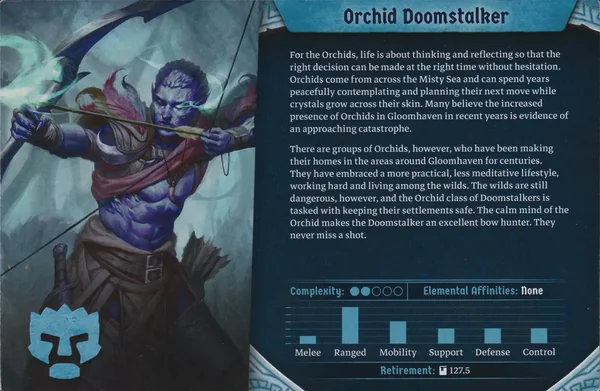 Orchid Doomstalker
For the Orchids, life is about thinking and reflecting so that the
right decision can be made at the right time without hesitation.
Orchids come from across the Misty Sea and can spend years
peacefully contemplating and planning their next move while
crystals grow across their skin. Many believe the increased
presence of Orchids in Gloomhaven in recent years is evidence of
an approaching catastrophe.
There are groups of Orchids, however, who have been making
their homes in the areas around Gloomhaven for centuries.
They have embraced a more practical, less meditative lifestyle,
working hard and living among the wilds. The wilds are still
dangerous, however, and the Orchid class of Doomstalkers is
tasked with keeping their settlements safe. The calm mind of the
Orchid makes the Doomstalker an excellent bow hunter. They
never miss a shot.
Complexity: Elemental Affinities: None
Melee Ranged Mobility Support Defense Control
Retirement: 127.5